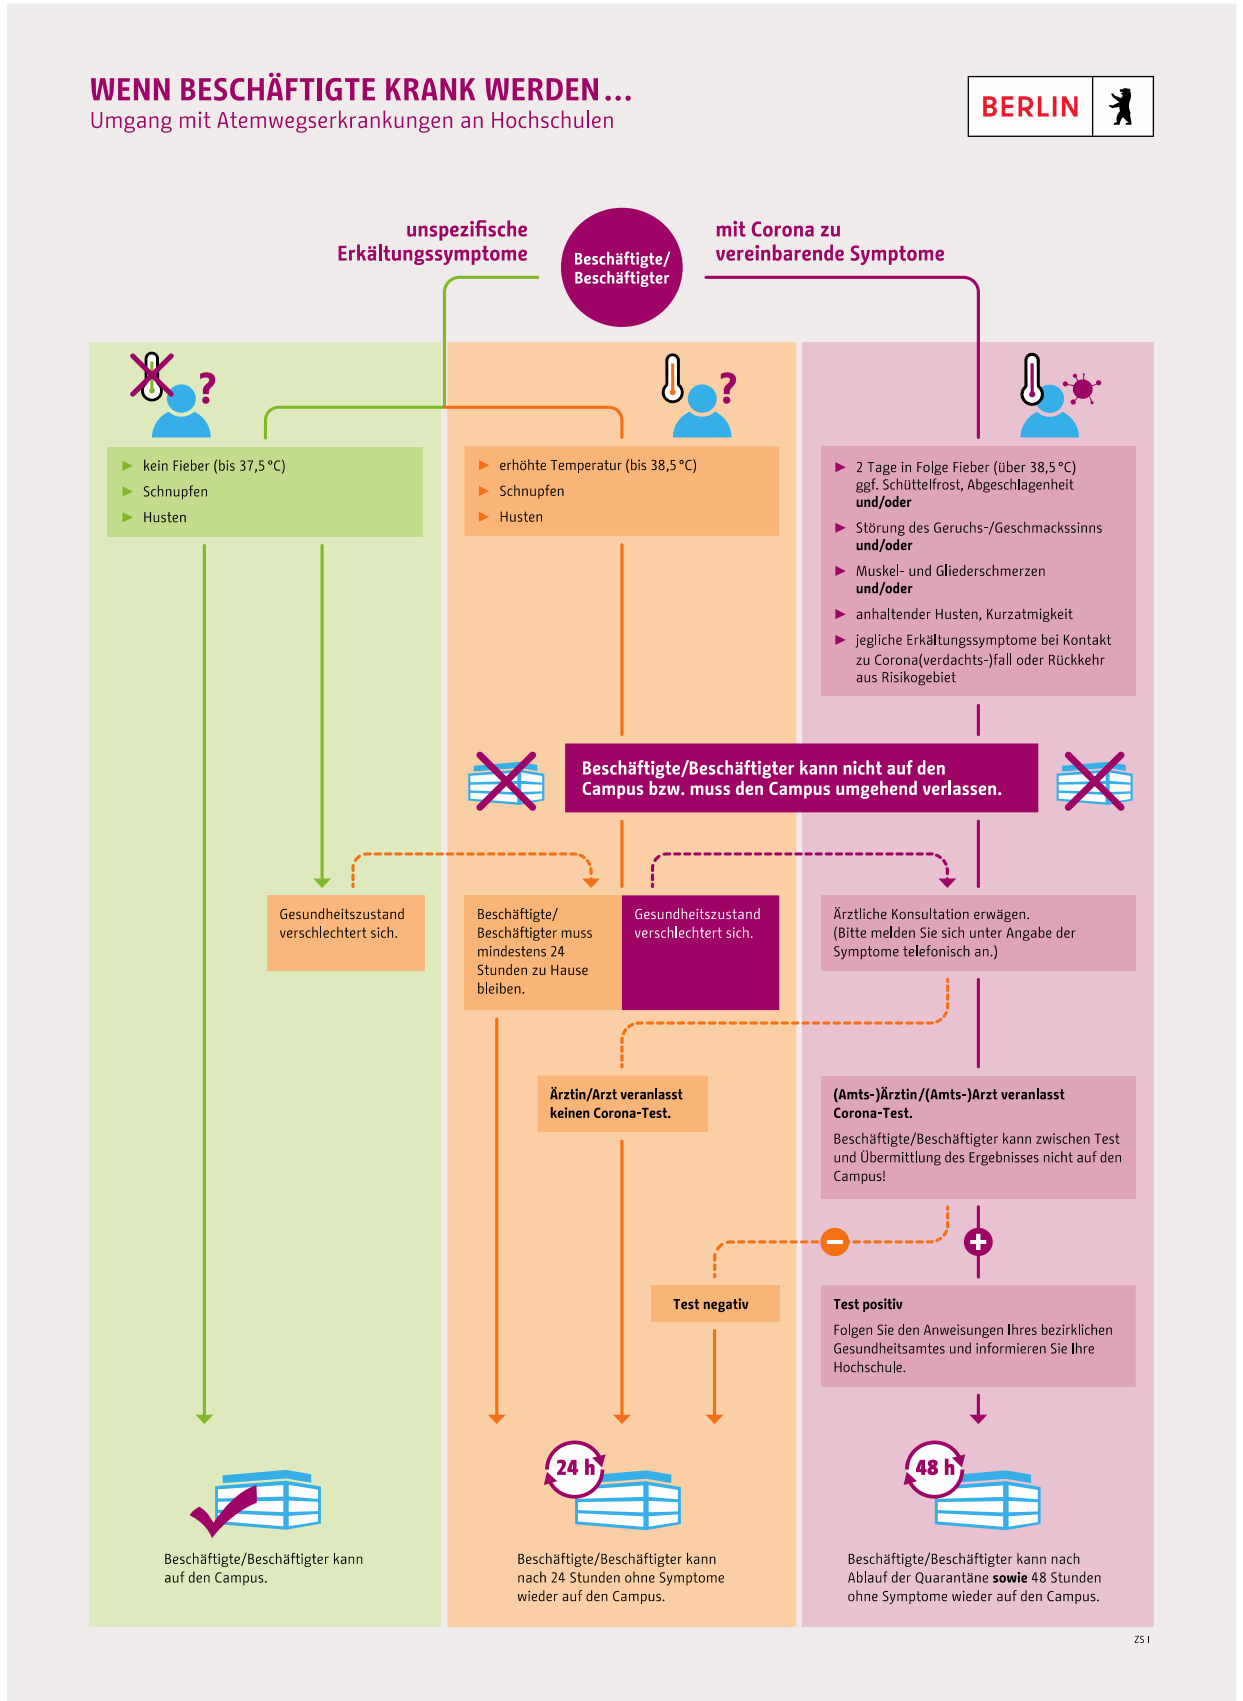 WENN BESCHÄFTIGTE KRANK WERDEN...
Umgang mit Atemwegserkrankungen an Hochschulen
BERLIN
unspezifische
Erkältungssymptome
Beschäftigte/
Beschäftigter
mit Corona zu
vereinbarende Symptome
?
kein Fieber (bis 37,5 °C)
Schnupfen
Husten
?
erhöhte Temperatur (bis 38,5 °C)
Schnupfen
Husten
2 Tage in Folge Fieber (über 38,5 °C)
ggf. Schüttelfrost, Abgeschlagenheit
und/oder
Störung des Geruchs-/Geschmackssinns
und/oder
Muskel- und Gliederschmerzen
und/oder
anhaltender Husten, Kurzatmigkeit
jegliche Erkältungssymptome bei Kontakt
zu Corona(verdachts-)fall oder Rückkehr
aus Risikogebiet
Beschäftigte/Beschäftigter kann nicht auf den
Campus bzw. muss den Campus umgehend verlassen.
Gesundheitszustand
verschlechtert sich.
Beschäftigte/
Beschäftigter muss
mindestens 24
Stunden zu Hause
bleiben.
Gesundheitszustand
verschlechtert sich.
Ärztliche Konsultation erwägen.
(Bitte melden Sie sich unter Angabe der
Symptome telefonisch an.)
Ärztin/Arzt veranlasst
keinen Corona-Test.
(Amts-)Ärztin/(Amts-)Arzt veranlasst
Corona-Test.
Beschäftigte/Beschäftigter kann zwischen Test
und Übermittlung des Ergebnisses nicht auf den
Campus!
Test negativ
Test positiv
Folgen Sie den Anweisungen Ihres bezirklichen
Gesundheitsamtes und informieren Sie Ihre
Hochschule.
Beschäftigte/Beschäftigter kann
auf den Campus.
24 h
Beschäftigte/Beschäftigter kann
nach 24 Stunden ohne Symptome
wieder auf den Campus.
48 h
Beschäftigte/Beschäftigter kann nach
Ablauf der Quarantäne sowie 48 Stunden
ohne Symptome wieder auf den Campus.
ZS I